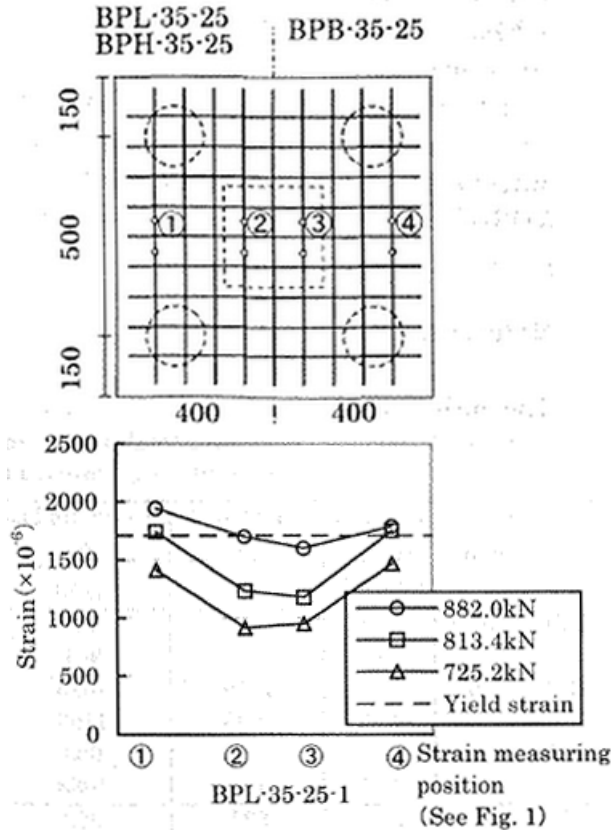 BPL-35-25
BPH-35-25
BPB-35-25
150
500
150
① ② ③ ④
400 400
2500
2000
1500
1000
500
0
Strain (×10⁻⁶)
882.0kN
813.4kN
725.2kN
Yield strain
① ② ③ ④ Strain measuring
position
BPL-35-25-1
(See Fig. 1)